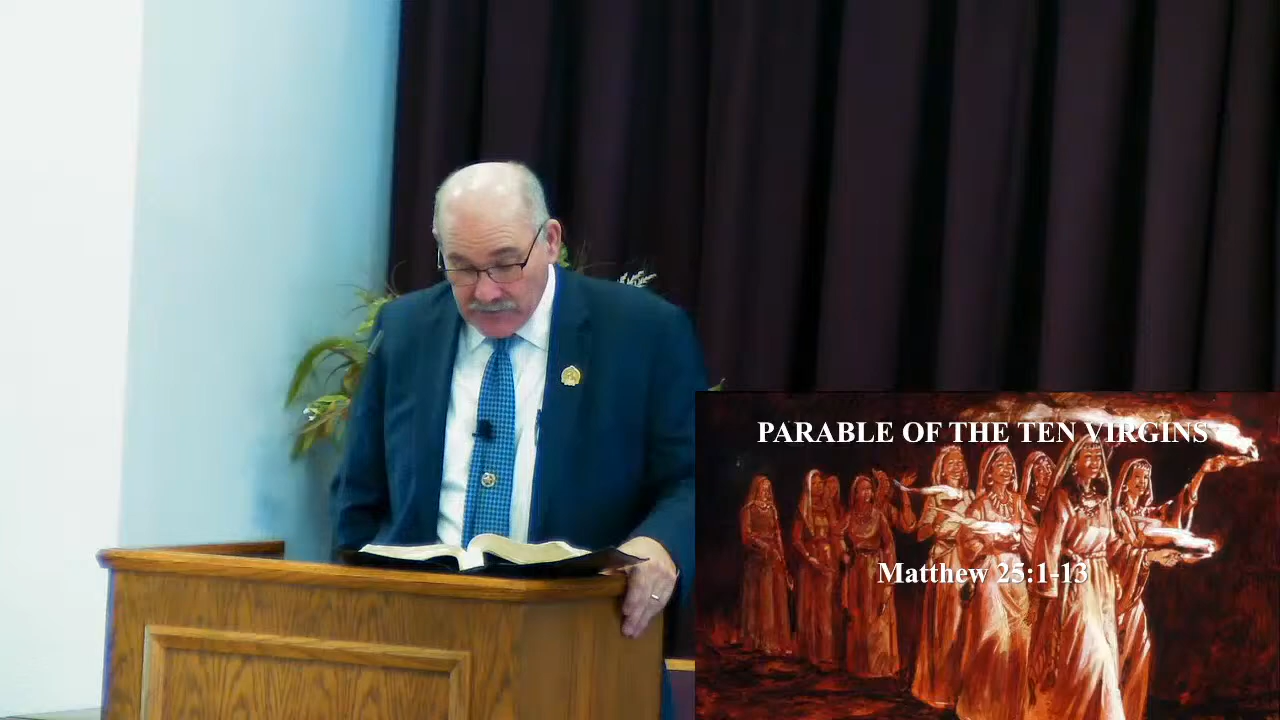 PARABLE OF THE TEN VIRGINS
Matthew 25:1-13